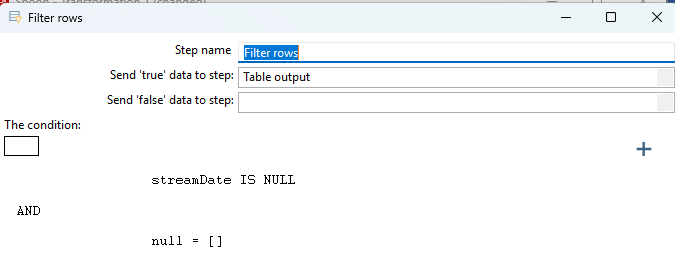 Filter rows
Step name Filter rows
Send 'true' data to step: Table output
Send 'false' data to step:
The condition:
streamDate IS NULL
AND
null = []